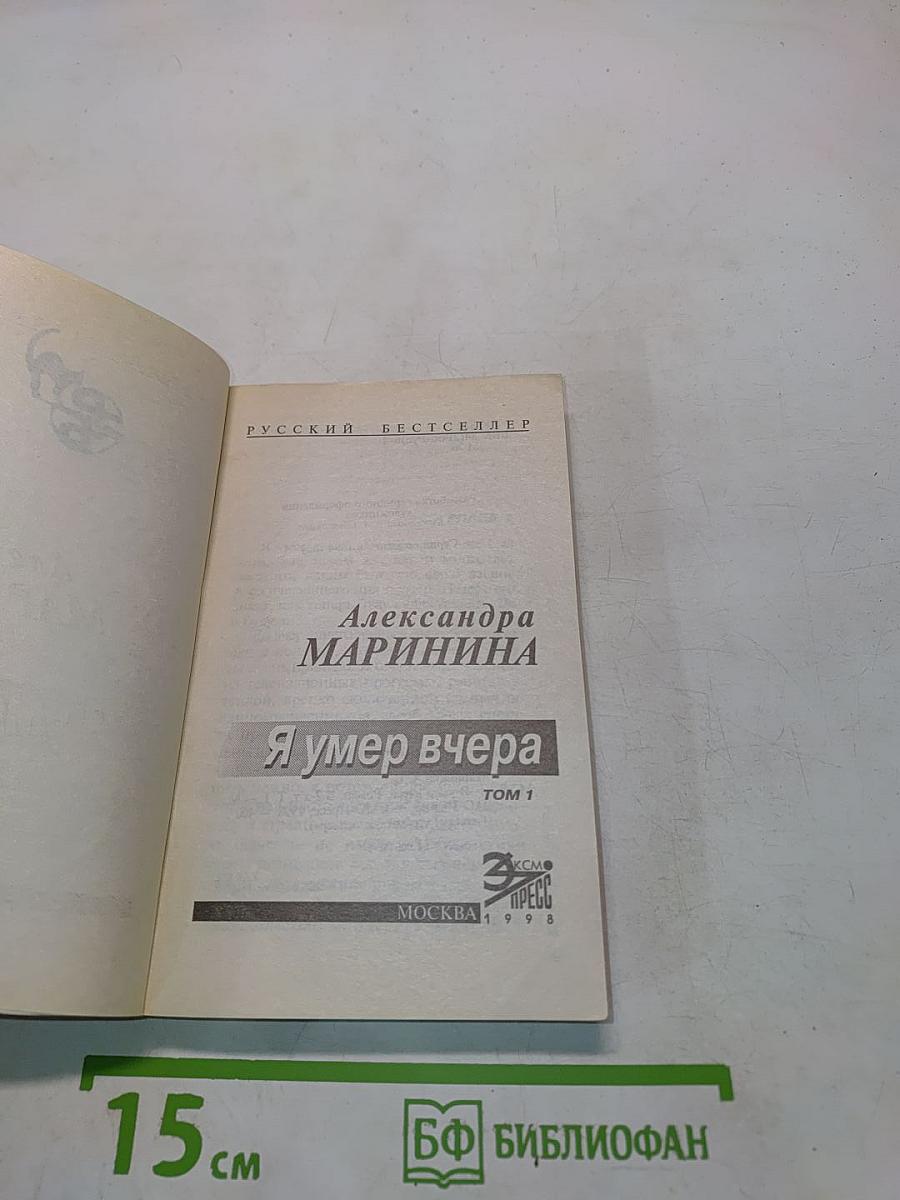 РУССКИЙ БЕСТСЕЛЛЕР
Александра
МАРИНИНА
Я умер вчера
ТОМ 1
ЭКСМО
ПРЕСС
МОСКВА
1998
15 см
БФ БИБЛИОФАН